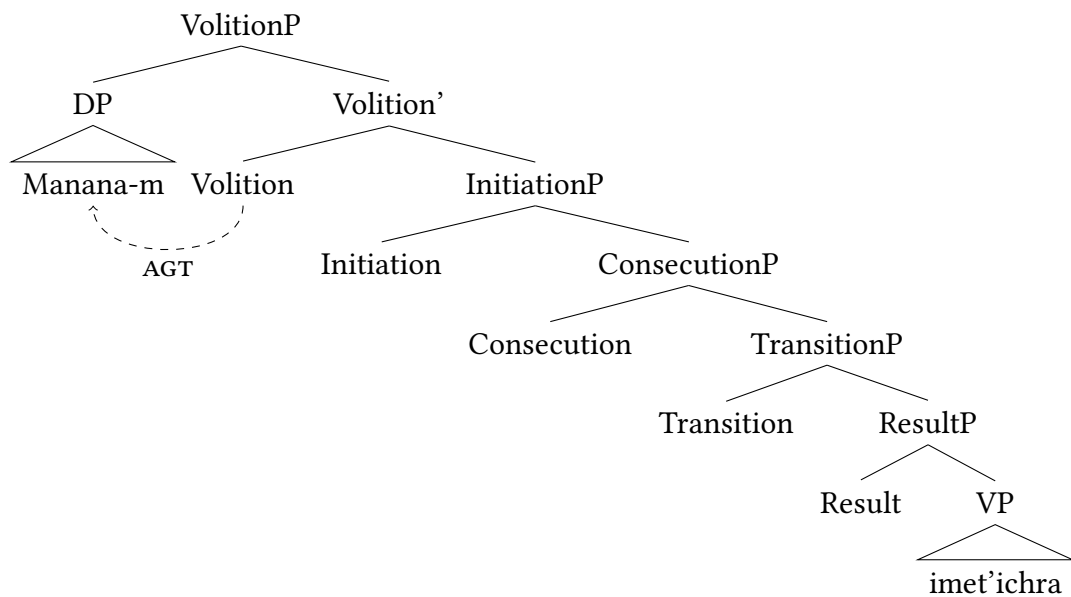 VolitionP
DP Volition’
Manana-m Volition InitiationP
AGT Initiation ConsecutionP
Consecution TransitionP
Transition ResultP
Result VP
imet’ichra